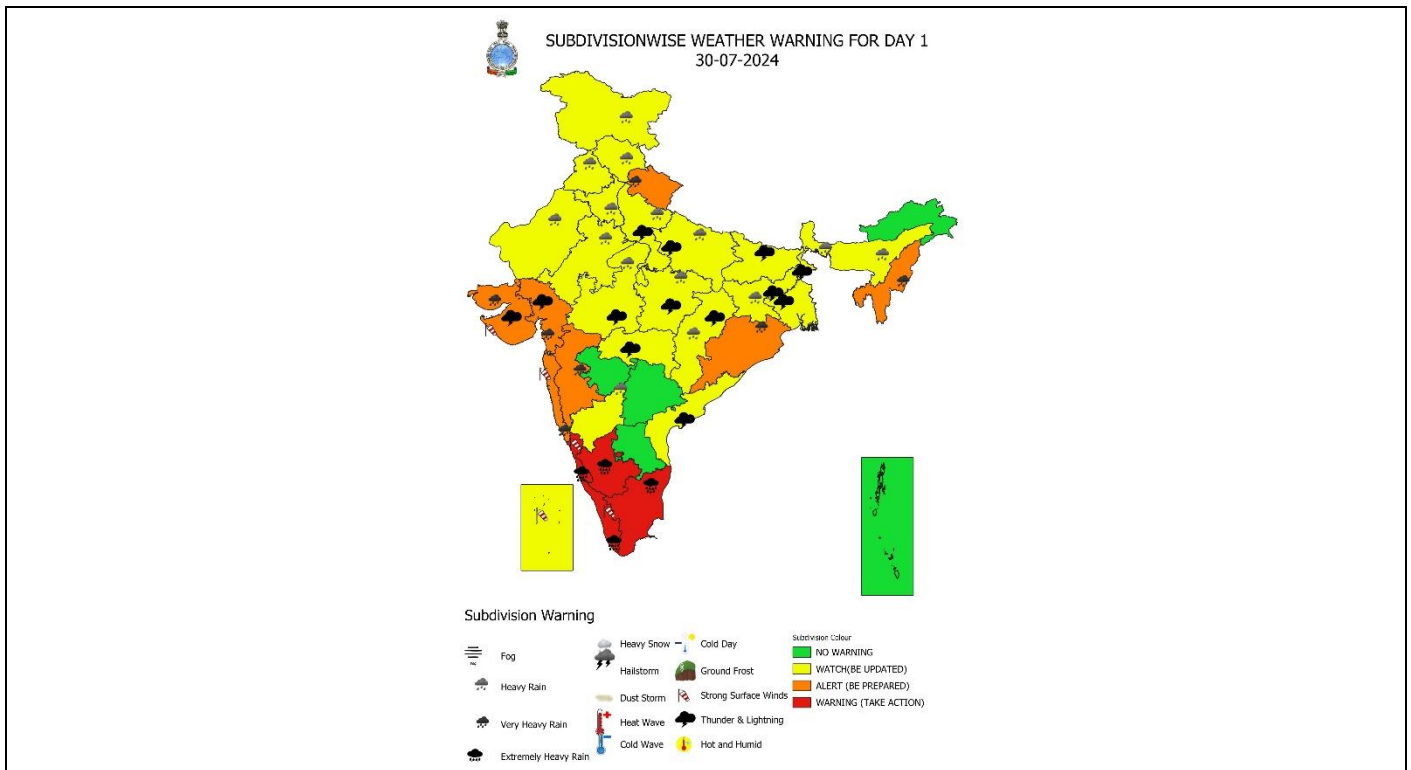 SUBDIVISIONWISE WEATHER WARNING FOR DAY 1
30-07-2024
Subdivision Warning
Fog
Heavy Rain
Very Heavy Rain
Extremely Heavy Rain
Heavy Snow
Hailstorm
Dust Storm
Heat Wave
Cold Wave
Cold Day
Ground Frost
Strong Surface Winds
Thunder & Lightning
Hot and Humid
Subdivision Colour
NO WARNING
WATCH(BE UPDATED)
ALERT (BE PREPARED)
WARNING (TAKE ACTION)